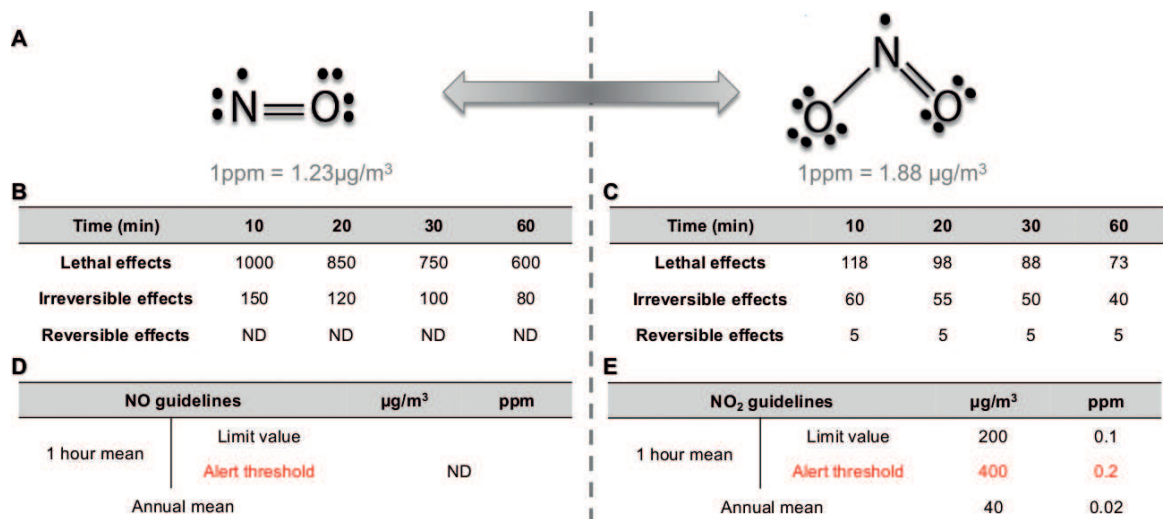 A
N O
N
O O
1ppm = 1.23µg/m³
1ppm = 1.88 µg/m³
B
Time (min) 10 20 30 60
Lethal effects 1000 850 750 600
Irreversible effects 150 120 100 80
Reversible effects ND ND ND ND
C
Time (min) 10 20 30 60
Lethal effects 118 98 88 73
Irreversible effects 60 55 50 40
Reversible effects 5 5 5 5
D
NO guidelines µg/m³ ppm
1 hour mean
Limit value
Alert threshold
ND
Annual mean
E
NO₂ guidelines µg/m³ ppm
1 hour mean
Limit value 200 0.1
Alert threshold 400 0.2
Annual mean 40 0.02